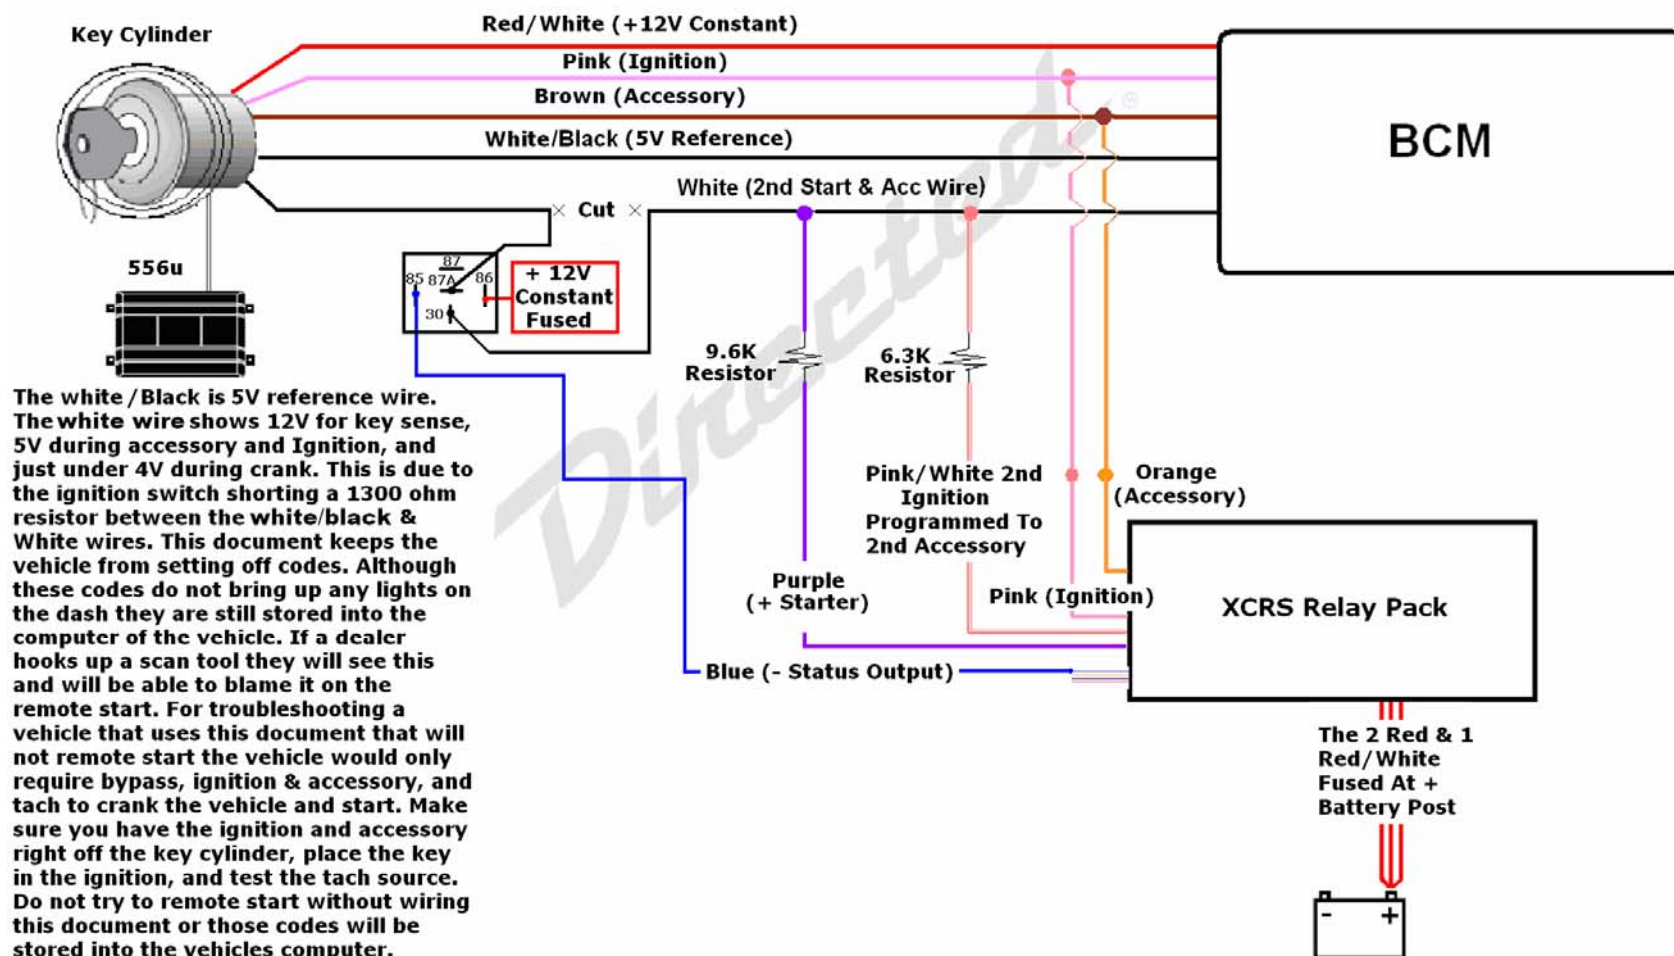 Key Cylinder
Red/White (+12V Constant)
Pink (Ignition)
Brown (Accessory)
White/Black (5V Reference)
White (2nd Start & Acc Wire)
BCM
Directed
®
× Cut ×
556u
87
85 87A 86
30
+ 12V
Constant
Fused
9.6K
Resistor
6.3K
Resistor
Pink/White 2nd
Ignition
Programmed To
2nd Accessory
Orange
(Accessory)
Purple
(+ Starter)
Pink (Ignition)
XCRS Relay Pack
Blue (- Status Output)
The 2 Red & 1
Red/White
Fused At +
Battery Post
- +
The white /Black is 5V reference wire.
The white wire shows 12V for key sense,
5V during accessory and Ignition, and
just under 4V during crank. This is due to
the ignition switch shorting a 1300 ohm
resistor between the white/black &
White wires. This document keeps the
vehicle from setting off codes. Although
these codes do not bring up any lights on
the dash they are still stored into the
computer of the vehicle. If a dealer
hooks up a scan tool they will see this
and will be able to blame it on the
remote start. For troubleshooting a
vehicle that uses this document that will
not remote start the vehicle would only
require bypass, ignition & accessory, and
tach to crank the vehicle and start. Make
sure you have the ignition and accessory
right off the key cylinder, place the key
in the ignition, and test the tach source.
Do not try to remote start without wiring
this document or those codes will be
stored into the vehicles computer.